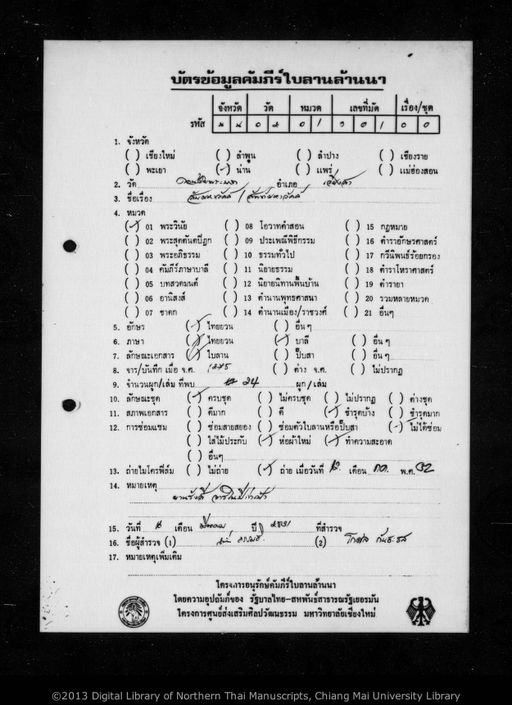 บัตรข้อมูลคัมภีร์ใบลานล้านนา
จังหวัด วัด หมวด เลขที่มัด เรื่อง/ชุด
รหัส น น 0 0 1 0 1 0 0
1. จังหวัด
( ) เชียงใหม่ ( ) ลำพูน ( ) ลำปาง ( ) เชียงราย
( ) พะเยา (✓) น่าน ( ) แพร่ ( ) แม่ฮ่องสอน
2. วัด อำเภอ
3. ชื่อเรื่อง
4. หมวด
(✓) 01 พระวินัย ( ) 08 โอวาทคำสอน ( ) 15 กฎหมาย
( ) 02 พระสุตตันตปิฎก ( ) 09 ประเพณีพิธีกรรม ( ) 16 ตำราโหราศาสตร์
( ) 03 พระอภิธรรม ( ) 10 ธรรมทั่วไป ( ) 17 กวีนิพนธ์ร้อยกรอง
( ) 04 คัมภีร์ภาษาบาลี ( ) 11 นิยายธรรม ( ) 18
( ) 05 บทสวดมนต์ ( ) 12 นิยายนิทานพื้นบ้าน ( ) 19 ตำรายา
( ) 06 อานิสงส์ ( ) 13 ตำนานพุทธศาสนา ( ) 20 รวมหลายหมวด
( ) 07 ชาดก ( ) 14 ตำนานเมือง/ราชวงศ์ ( ) 21 อื่นๆ
5. อักษร (✓) ไทยยวน ( ) อื่นๆ
6. ภาษา (✓) ไทยยวน (✓) บาลี ( ) อื่นๆ
7. ลักษณะเอกสาร (✓) ใบลาน ( ) ปั๊บสา ( ) อื่นๆ
8. จาร/บันทึก เมื่อ จ.ศ. ( ) ต่าง จ.ศ. ( ) ไม่ปรากฏ
9. จำนวนผูก/เล่ม ที่พบ 24 ผูก/เล่ม
10. ลักษณะชุด (✓) ครบชุด ( ) ไม่ครบชุด ( ) ไม่ปรากฏ ( ) ค้างชุด
11. สภาพเอกสาร ( ) ดีมาก ( ) ดี (✓) ชำรุดบ้าง ( ) ชำรุดมาก
12. การซ่อมแซม ( ) ซ่อมสายสยอง ( ) ซ่อมตัวใบลานหรือปั๊บสา (✓) ไม่ได้ซ่อม
( ) ใส่ไม้ประกับ (✓) ห่อผ้าใหม่ (✓) ทำความสะอาด
( ) อื่นๆ
13. ถ่ายไมโครฟิล์ม ( ) ไม่ถ่าย (✓) ถ่าย เมื่อวันที่ เดือน พ.ศ. 32
14. หมายเหตุ
15. วันที่ เดือน ปี 2531 ที่สำรวจ
16. ชื่อผู้สำรวจ (1) (2)
17. หมายเหตุเพิ่มเติม
โครงการอนุรักษ์คัมภีร์ใบลานล้านนา
โดยความอุปถัมภ์ของ รัฐบาลไทย-สหพันธ์สาธารณรัฐเยอรมัน
โครงการศูนย์ส่งเสริมศิลปวัฒนธรรม มหาวิทยาลัยเชียงใหม่
©2013 Digital Library of Northern Thai Manuscripts, Chiang Mai University Library